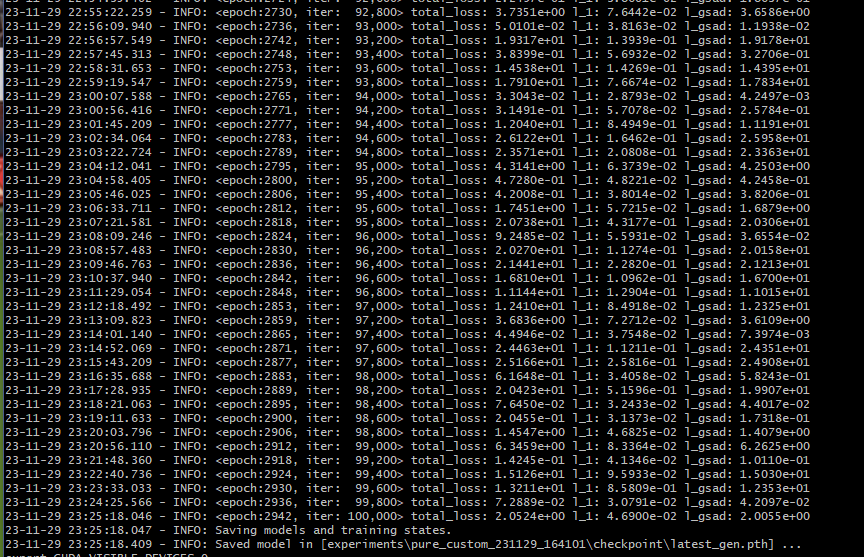 23-11-29 22:55:22.259 - INFO: <epoch:2730, iter:  92,800> total_loss: 3.7351e+00 l_1: 7.6442e-02 l_gsad: 3.6586e+00
23-11-29 22:56:09.940 - INFO: <epoch:2736, iter:  93,000> total_loss: 5.0101e-02 l_1: 3.8163e-02 l_gsad: 1.1938e-02
23-11-29 22:56:57.549 - INFO: <epoch:2742, iter:  93,200> total_loss: 1.9317e+01 l_1: 1.3939e-01 l_gsad: 1.9178e+01
23-11-29 22:57:45.313 - INFO: <epoch:2748, iter:  93,400> total_loss: 3.8399e-01 l_1: 5.6932e-02 l_gsad: 3.2706e-01
23-11-29 22:58:31.653 - INFO: <epoch:2753, iter:  93,600> total_loss: 1.4538e+01 l_1: 1.4269e-01 l_gsad: 1.4395e+01
23-11-29 22:59:19.547 - INFO: <epoch:2759, iter:  93,800> total_loss: 1.7910e+01 l_1: 7.6674e-02 l_gsad: 1.7834e+01
23-11-29 23:00:07.588 - INFO: <epoch:2765, iter:  94,000> total_loss: 3.3043e-02 l_1: 2.8793e-02 l_gsad: 4.2497e-03
23-11-29 23:00:56.416 - INFO: <epoch:2771, iter:  94,200> total_loss: 3.1491e-01 l_1: 5.7078e-02 l_gsad: 2.5784e-01
23-11-29 23:01:45.209 - INFO: <epoch:2777, iter:  94,400> total_loss: 1.2040e-01 l_1: 8.4949e-01 l_gsad: 1.1191e+01
23-11-29 23:02:34.064 - INFO: <epoch:2783, iter:  94,600> total_loss: 2.6122e+01 l_1: 1.6462e-01 l_gsad: 2.5958e+01
23-11-29 23:03:22.724 - INFO: <epoch:2789, iter:  94,800> total_loss: 2.3571e+01 l_1: 2.0808e-01 l_gsad: 2.3363e+01
23-11-29 23:04:12.041 - INFO: <epoch:2795, iter:  95,000> total_loss: 4.3141e+00 l_1: 6.3739e-02 l_gsad: 4.2503e+00
23-11-29 23:04:58.405 - INFO: <epoch:2800, iter:  95,200> total_loss: 4.7280e-01 l_1: 4.8221e-02 l_gsad: 4.2458e-01
23-11-29 23:05:46.025 - INFO: <epoch:2806, iter:  95,400> total_loss: 4.2008e-01 l_1: 3.8014e-02 l_gsad: 3.8206e-01
23-11-29 23:06:33.711 - INFO: <epoch:2812, iter:  95,600> total_loss: 1.7451e+00 l_1: 5.7215e-02 l_gsad: 1.6879e+00
23-11-29 23:07:21.581 - INFO: <epoch:2818, iter:  95,800> total_loss: 2.0738e+01 l_1: 4.3177e-01 l_gsad: 2.0306e+01
23-11-29 23:08:09.246 - INFO: <epoch:2824, iter:  96,000> total_loss: 9.2485e-02 l_1: 5.5931e-02 l_gsad: 3.6554e-02
23-11-29 23:08:57.483 - INFO: <epoch:2830, iter:  96,200> total_loss: 2.0270e+01 l_1: 1.1274e-01 l_gsad: 2.0158e+01
23-11-29 23:09:46.763 - INFO: <epoch:2836, iter:  96,400> total_loss: 2.1441e+01 l_1: 2.2820e-01 l_gsad: 2.1213e+01
23-11-29 23:10:37.940 - INFO: <epoch:2842, iter:  96,600> total_loss: 1.6810e+01 l_1: 1.0962e-01 l_gsad: 1.6700e+01
23-11-29 23:11:29.054 - INFO: <epoch:2848, iter:  96,800> total_loss: 1.1144e+01 l_1: 1.2904e-01 l_gsad: 1.1015e+01
23-11-29 23:12:18.492 - INFO: <epoch:2853, iter:  97,000> total_loss: 1.2410e+01 l_1: 8.4918e-02 l_gsad: 1.2325e+01
23-11-29 23:13:09.823 - INFO: <epoch:2859, iter:  97,200> total_loss: 3.6836e+00 l_1: 7.2712e-02 l_gsad: 3.6109e+00
23-11-29 23:14:01.140 - INFO: <epoch:2865, iter:  97,400> total_loss: 4.4946e-02 l_1: 3.7548e-02 l_gsad: 7.3974e-03
23-11-29 23:14:52.069 - INFO: <epoch:2871, iter:  97,600> total_loss: 2.4463e+01 l_1: 1.1211e-01 l_gsad: 2.4351e+01
23-11-29 23:15:43.209 - INFO: <epoch:2877, iter:  97,800> total_loss: 2.5166e+01 l_1: 2.5816e-01 l_gsad: 2.4908e+01
23-11-29 23:16:35.688 - INFO: <epoch:2883, iter:  98,000> total_loss: 6.1648e-01 l_1: 3.4058e-02 l_gsad: 5.8243e-01
23-11-29 23:17:28.935 - INFO: <epoch:2889, iter:  98,200> total_loss: 2.0423e+01 l_1: 5.1596e-01 l_gsad: 1.9907e+01
23-11-29 23:18:21.063 - INFO: <epoch:2895, iter:  98,400> total_loss: 7.6450e-02 l_1: 3.2433e-02 l_gsad: 4.4017e-02
23-11-29 23:19:11.633 - INFO: <epoch:2900, iter:  98,600> total_loss: 2.0455e-01 l_1: 3.1373e-02 l_gsad: 1.7318e-01
23-11-29 23:20:03.796 - INFO: <epoch:2906, iter:  98,800> total_loss: 1.4547e+00 l_1: 4.6825e-02 l_gsad: 1.4079e+00
23-11-29 23:20:56.110 - INFO: <epoch:2912, iter:  99,000> total_loss: 6.3459e+00 l_1: 8.3364e-02 l_gsad: 6.2625e+00
23-11-29 23:21:48.360 - INFO: <epoch:2918, iter:  99,200> total_loss: 1.4245e-01 l_1: 4.1346e-02 l_gsad: 1.0110e-01
23-11-29 23:22:40.736 - INFO: <epoch:2924, iter:  99,400> total_loss: 1.5126e+01 l_1: 9.5933e-02 l_gsad: 1.5030e+01
23-11-29 23:23:33.033 - INFO: <epoch:2930, iter:  99,600> total_loss: 1.3211e+01 l_1: 8.5809e-01 l_gsad: 1.2353e+01
23-11-29 23:24:25.566 - INFO: <epoch:2936, iter:  99,800> total_loss: 7.2889e-02 l_1: 3.0791e-02 l_gsad: 4.2097e-02
23-11-29 23:25:18.046 - INFO: <epoch:2942, iter: 100,000> total_loss: 2.0524e+00 l_1: 4.6900e-02 l_gsad: 2.0055e+00
23-11-29 23:25:18.047 - INFO: Saving models and training states.
23-11-29 23:25:18.409 - INFO: Saved model in [experiments\pure_custom_231129_164101\checkpoint\latest_gen.pth] ...